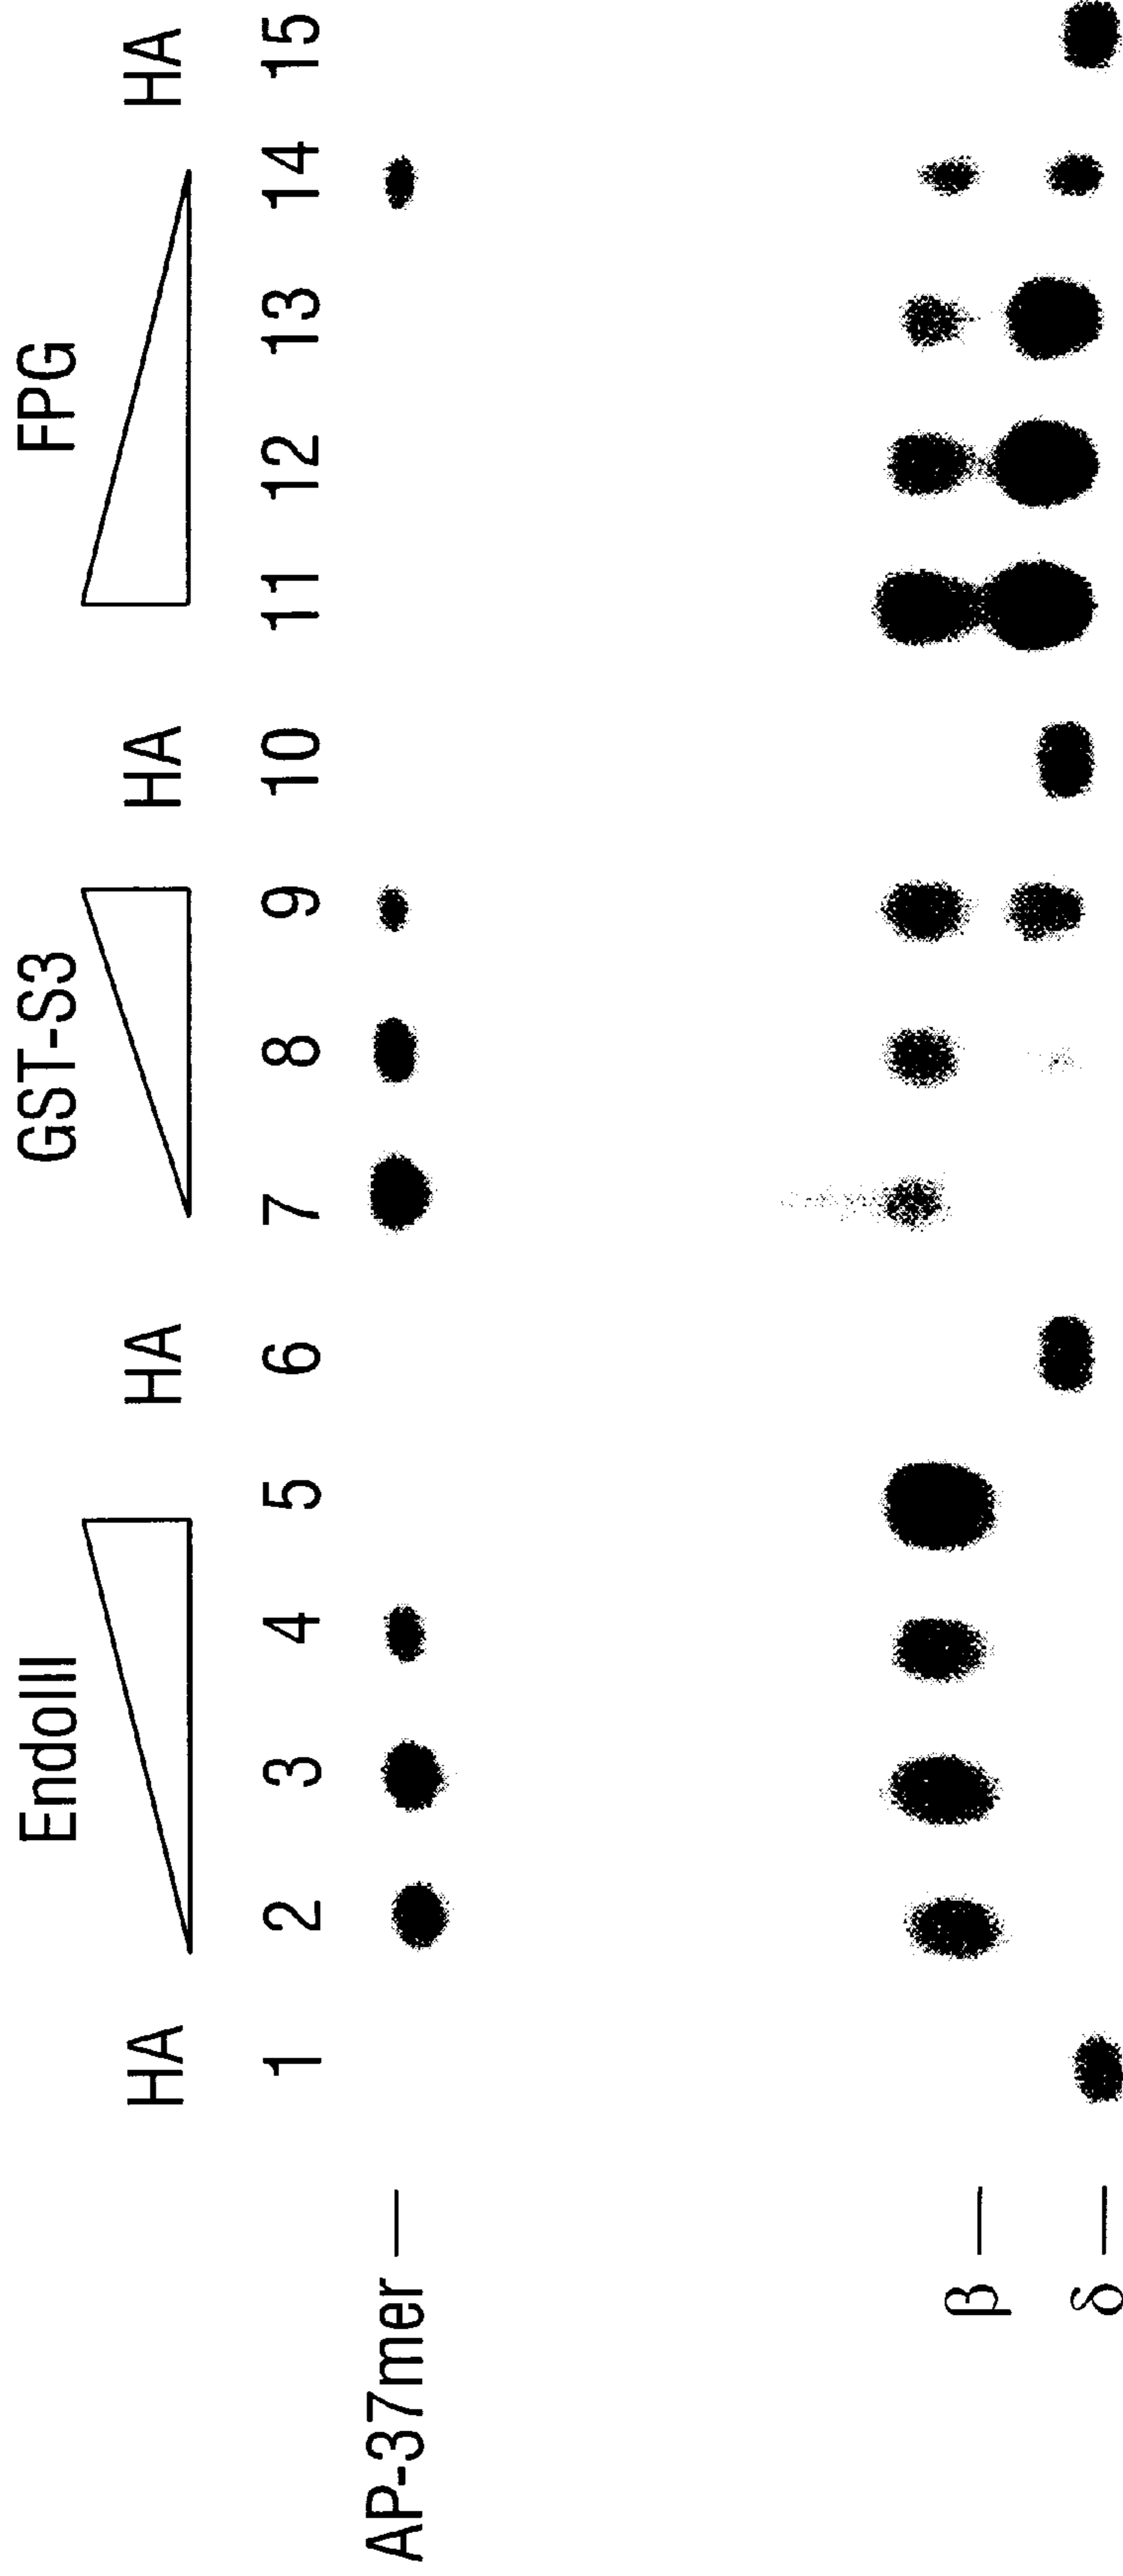 EndoIII GST-S3 FPG
HA HA HA HA
1 2 3 4 5 6 7 8 9 10 11 12 13 14 15
AP-37mer —
β —
δ —